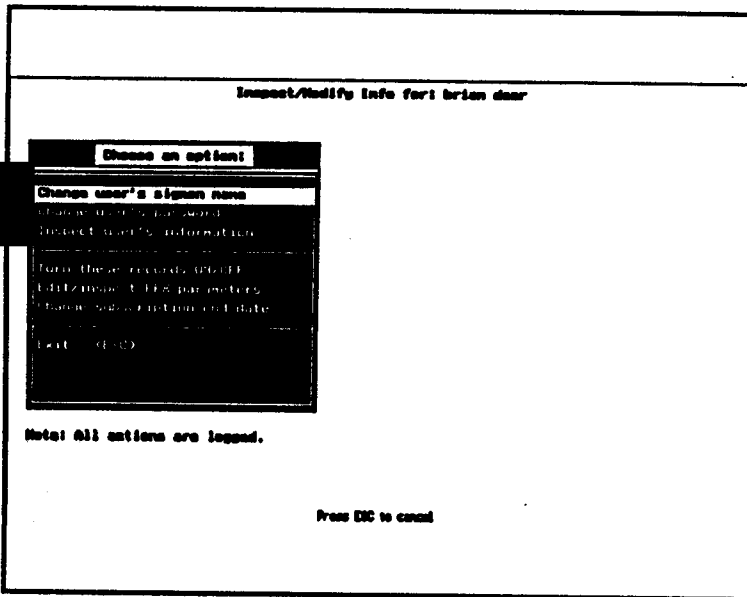 Inspect/Modify Info for: brian dear
Choose an option:
Change user's signon name
Change user's password
Inspect user's information
Turn these records ON/OFF
Edit/inspect parameters
Change subscription end date
Exit
Note: All actions are logged.
Press ESC to cancel